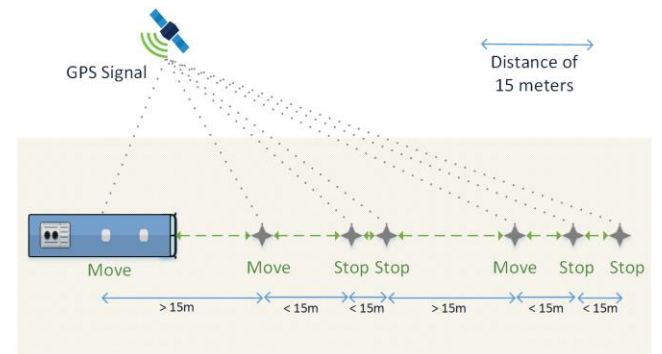 GPS Signal
Distance of
15 meters
Move
Move
Stop Stop
Move
Stop
Stop
> 15m
< 15m
< 15m
> 15m
< 15m
< 15m